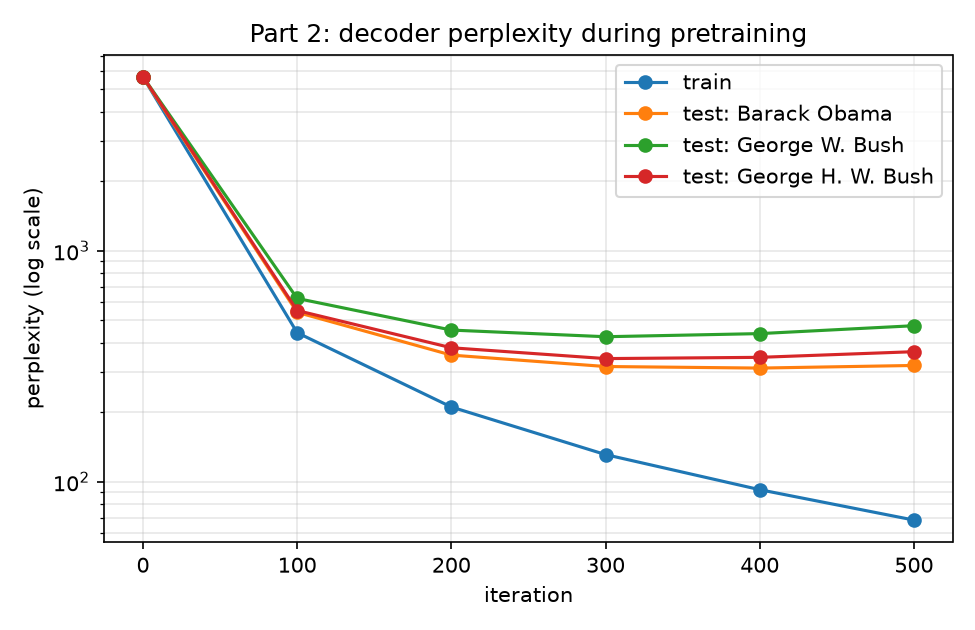 Part 2: decoder perplexity during pretraining
train
test: Barack Obama
test: George W. Bush
test: George H. W. Bush
perplexity (log scale)
10³
10²
0 100 200 300 400 500
iteration